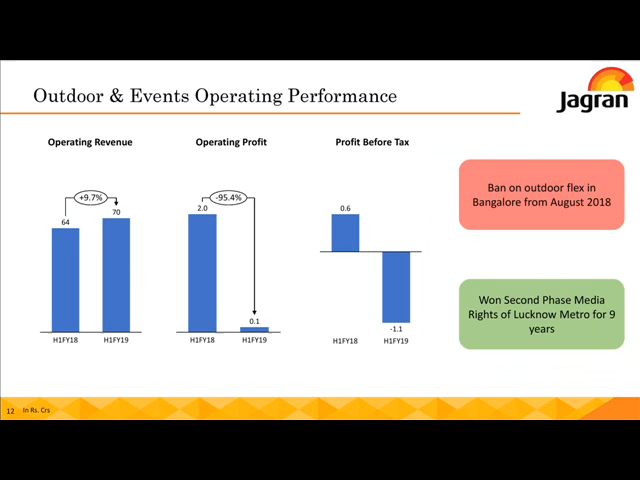 Outdoor & Events Operating Performance
Jagran
Operating Revenue
+9.7%
64
70
H1FY18
H1FY19
Operating Profit
-95.4%
2.0
0.1
H1FY18
H1FY19
Profit Before Tax
0.6
-1.1
H1FY18
H1FY19
Ban on outdoor flex in
Bangalore from August 2018
Won Second Phase Media
Rights of Lucknow Metro for 9
years
12
In Rs. Crs